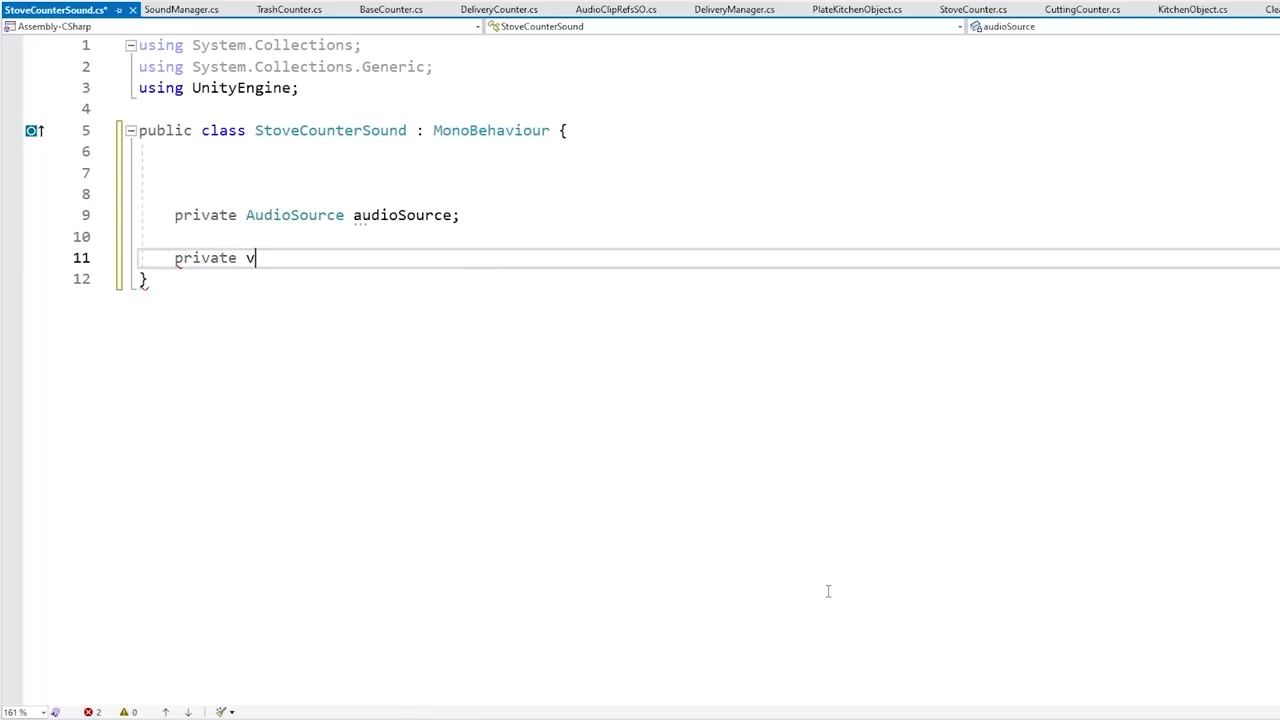 StoveCounterSound.cs* SoundManager.cs TrashCounter.cs BaseCounter.cs DeliveryCounter.cs AudioClipRefsSO.cs DeliveryManager.cs PlateKitchenObject.cs StoveCounter.cs CuttingCounter.cs KitchenObject.cs Cle
Assembly-CSharp StoveCounterSound audioSource
1 using System.Collections;
2 using System.Collections.Generic;
3 using UnityEngine;
4
5 public class StoveCounterSound : MonoBehaviour {
6
7
8
9 private AudioSource audioSource;
10
11 private v
12 }
161 % 2 0